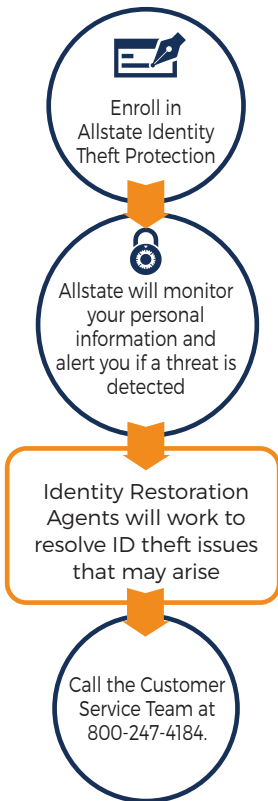 Enroll in
Allstate Identity
Theft Protection
Allstate will monitor
your personal
information and
alert you if a threat is
detected
Identity Restoration
Agents will work to
resolve ID theft issues
that may arise
Call the Customer
Service Team at
800-247-4184.